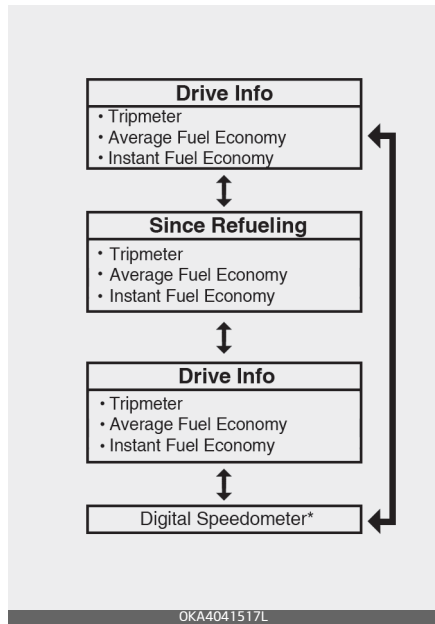 Drive Info
• Tripmeter
• Average Fuel Economy
• Instant Fuel Economy
Since Refueling
• Tripmeter
• Average Fuel Economy
• Instant Fuel Economy
Drive Info
• Tripmeter
• Average Fuel Economy
• Instant Fuel Economy
Digital Speedometer*
OKA4041517L